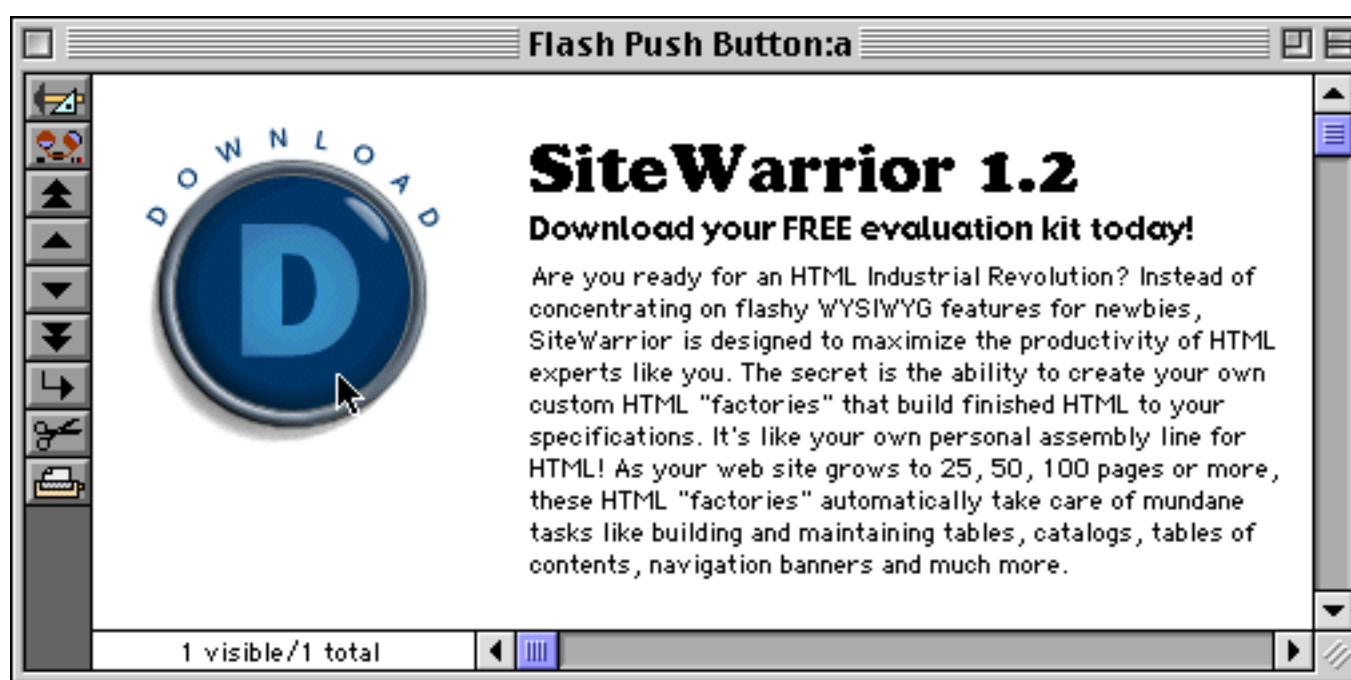 Flash Push Button:a
DOWNLOAD
D
SiteWarrior 1.2
Download your FREE evaluation kit today!
Are you ready for an HTML Industrial Revolution? Instead of
concentrating on flashy WYSIWYG features for newbies,
SiteWarrior is designed to maximize the productivity of HTML
experts like you. The secret is the ability to create your own
custom HTML "factories" that build finished HTML to your
specifications. It's like your own personal assembly line for
HTML! As your web site grows to 25, 50, 100 pages or more,
these HTML "factories" automatically take care of mundane
tasks like building and maintaining tables, catalogs, tables of
contents, navigation banners and much more.
1 visible/1 total